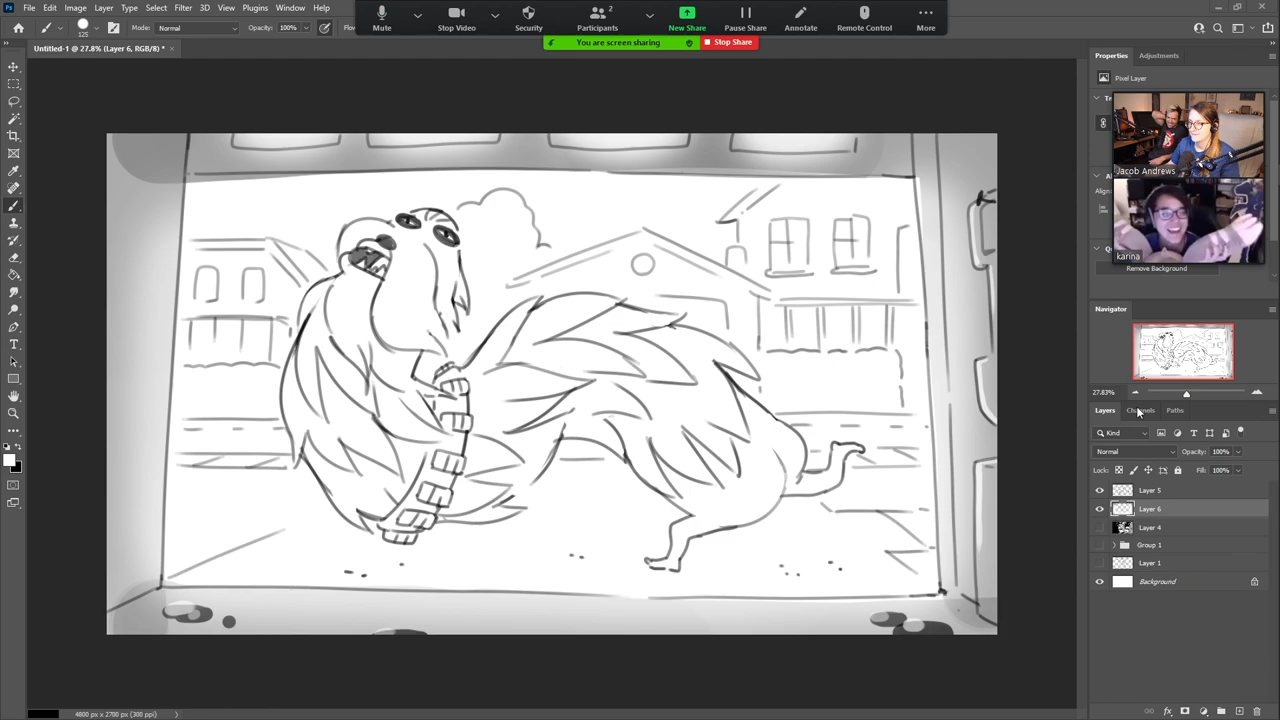 File Edit Image Layer Type Select Filter 3D View Plugins Window Help
125 Mode: Normal Opacity: 100%
Mute Stop Video Security Participants 2 New Share Pause Share Annotate Remote Control More
You are screen sharing Stop Share
Untitled-1 @ 27.8% (Layer 6, RGB/8) *
Properties Adjustments
Pixel Layer
Jacob Andrews
karina
Remove Background
Navigator
27.83%
Layers Channels Paths
Kind
Normal Opacity: 100%
Lock: Fill: 100%
Layer 5
Layer 6
Layer 4
Group 1
Layer 1
Background
4800 px x 2700 px (300 ppi)